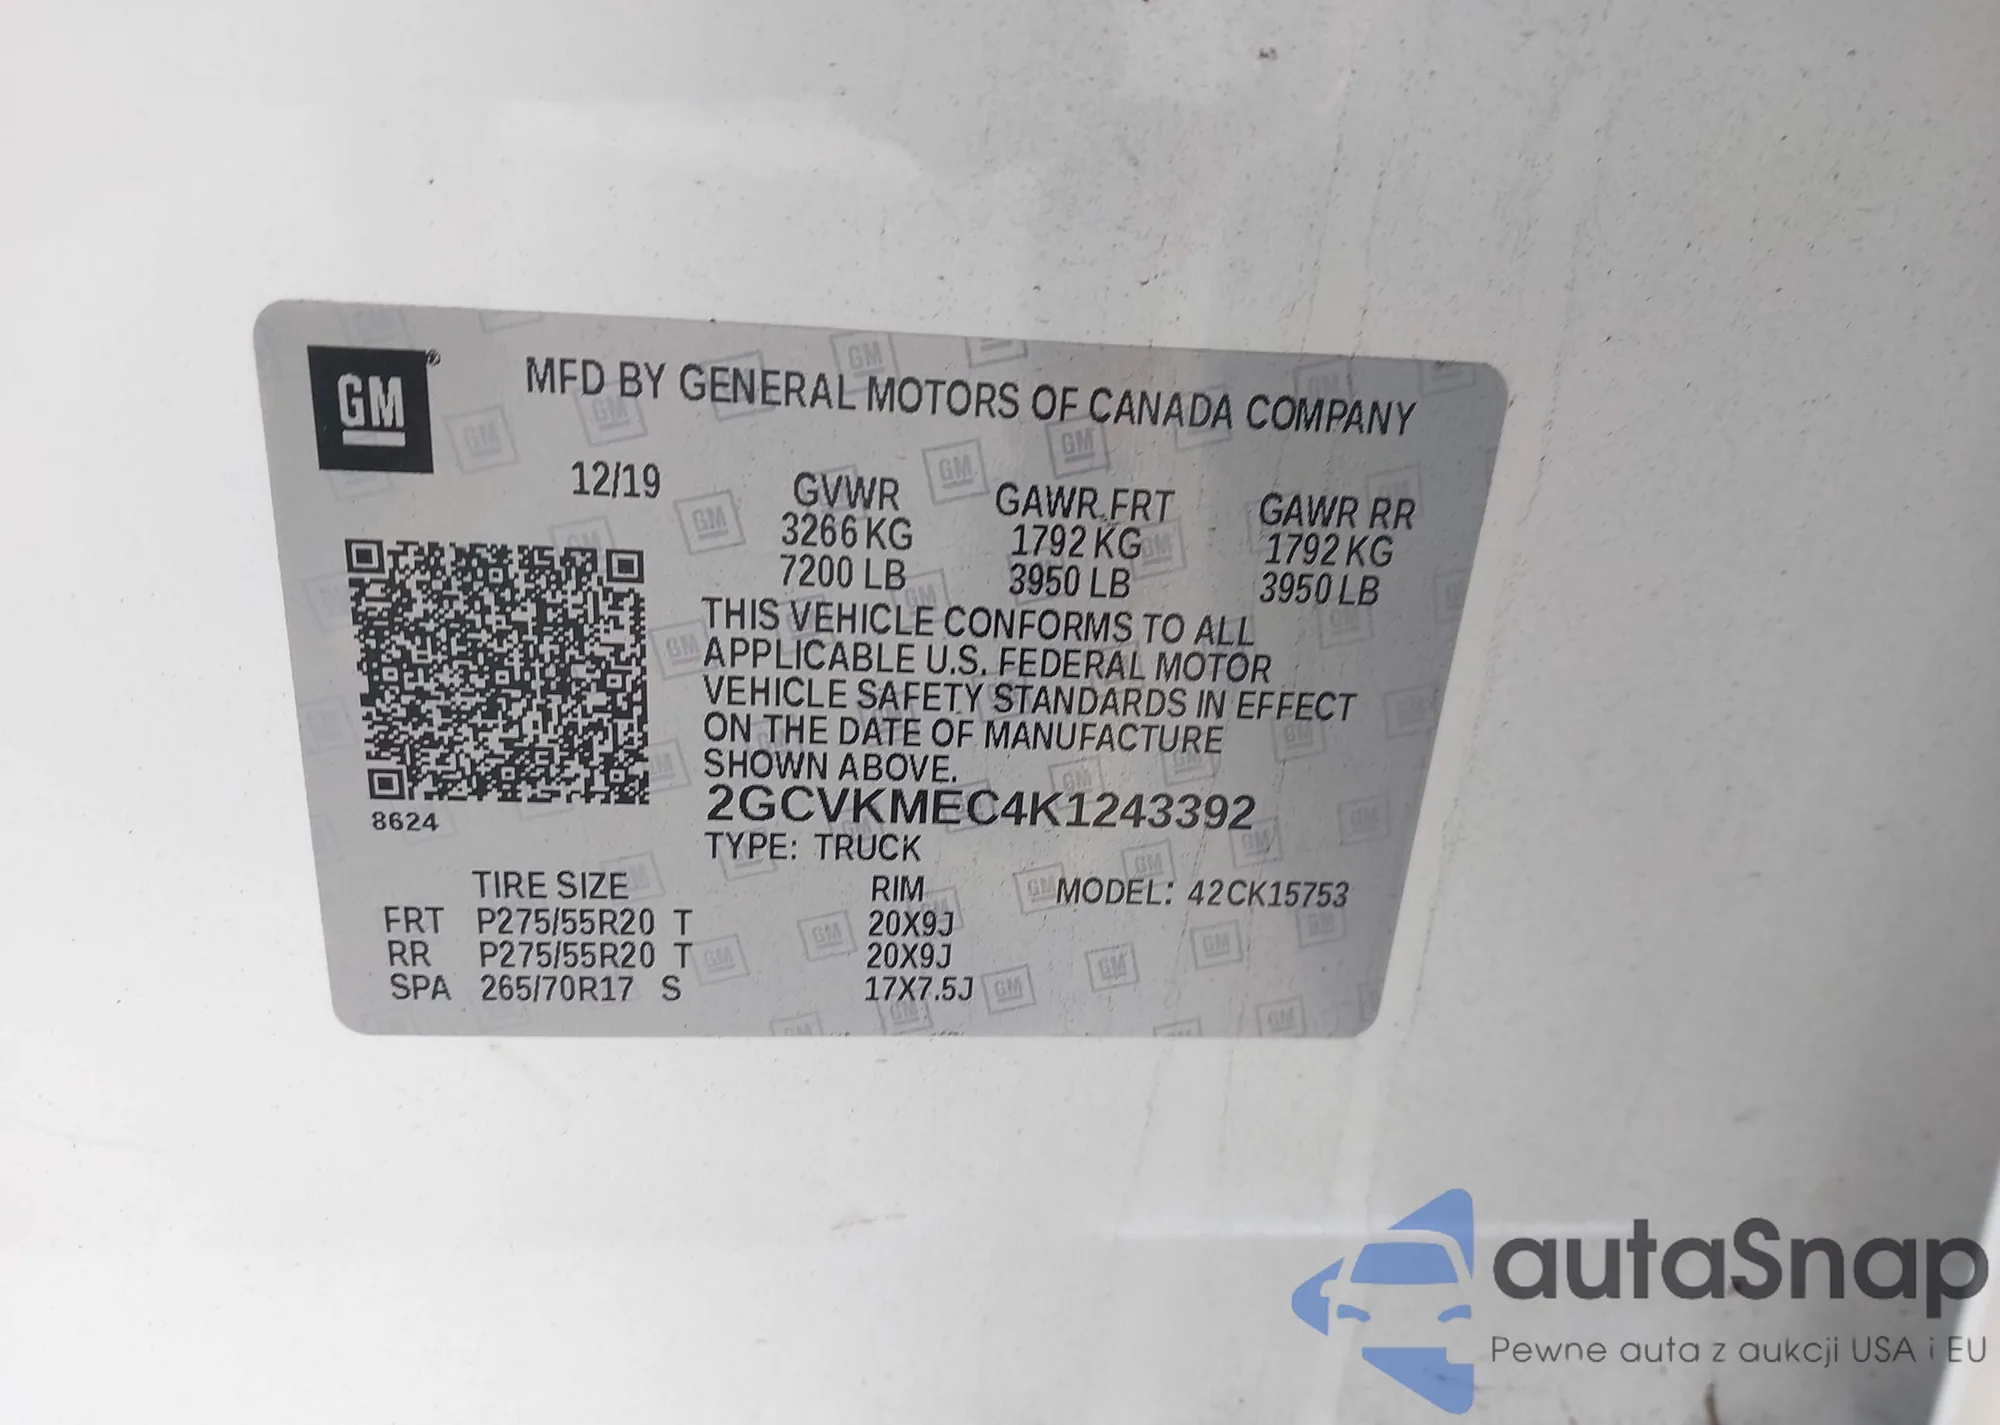 GM
MFD BY GENERAL MOTORS OF CANADA COMPANY
12/19
GVWR GAWR FRT GAWR RR
3266 KG 1792 KG 1792 KG
7200 LB 3950 LB 3950 LB
THIS VEHICLE CONFORMS TO ALL
APPLICABLE U.S. FEDERAL MOTOR
VEHICLE SAFETY STANDARDS IN EFFECT
ON THE DATE OF MANUFACTURE
SHOWN ABOVE.
2GCVKMEC4K1243392
8624
TYPE: TRUCK
TIRE SIZE RIM MODEL: 42CK15753
FRT P275/55R20 T 20X9J
RR P275/55R20 T 20X9J
SPA 265/70R17 S 17X7.5J
autaSnap
Pewne auta z aukcji USA i EU